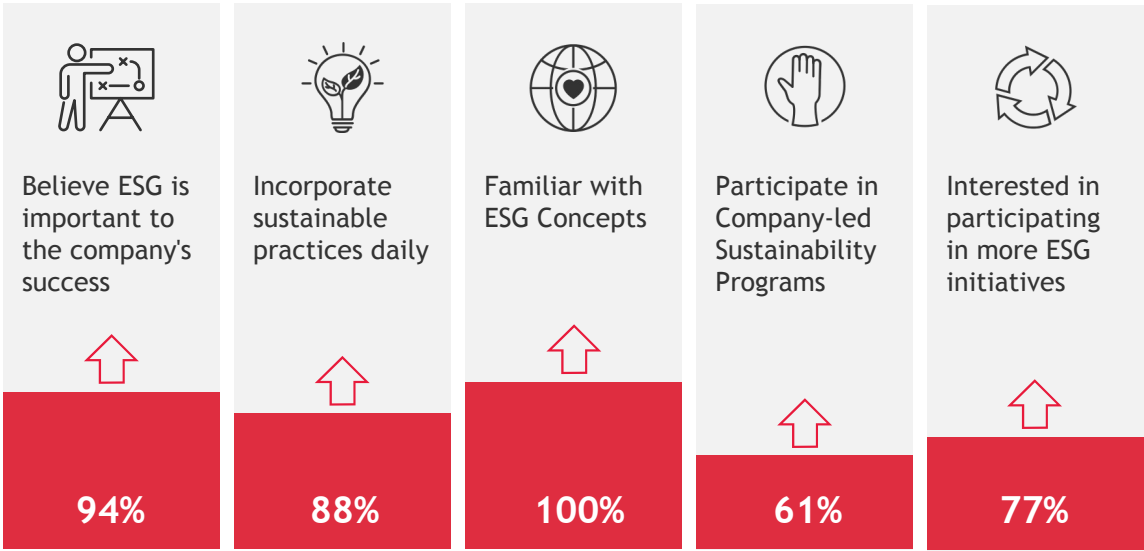 Believe ESG is
important to
the company's
success
94%
Incorporate
sustainable
practices daily
88%
Familiar with
ESG Concepts
100%
Participate in
Company-led
Sustainability
Programs
61%
Interested in
participating
in more ESG
initiatives
77%